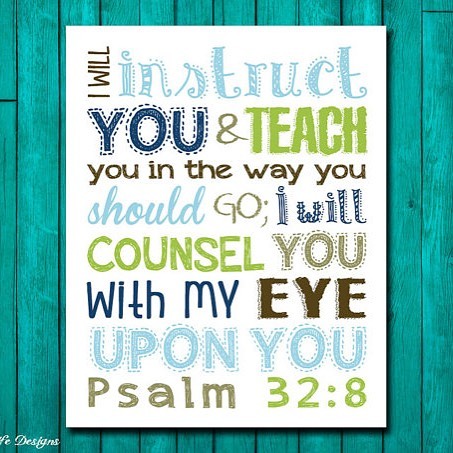 I WILL instruct
YOU & TEACH
you in the way you
should GO; i will
COUNSEL YOU
With MY EYE
UPON YOU
Psalm 32:8
fe Designs